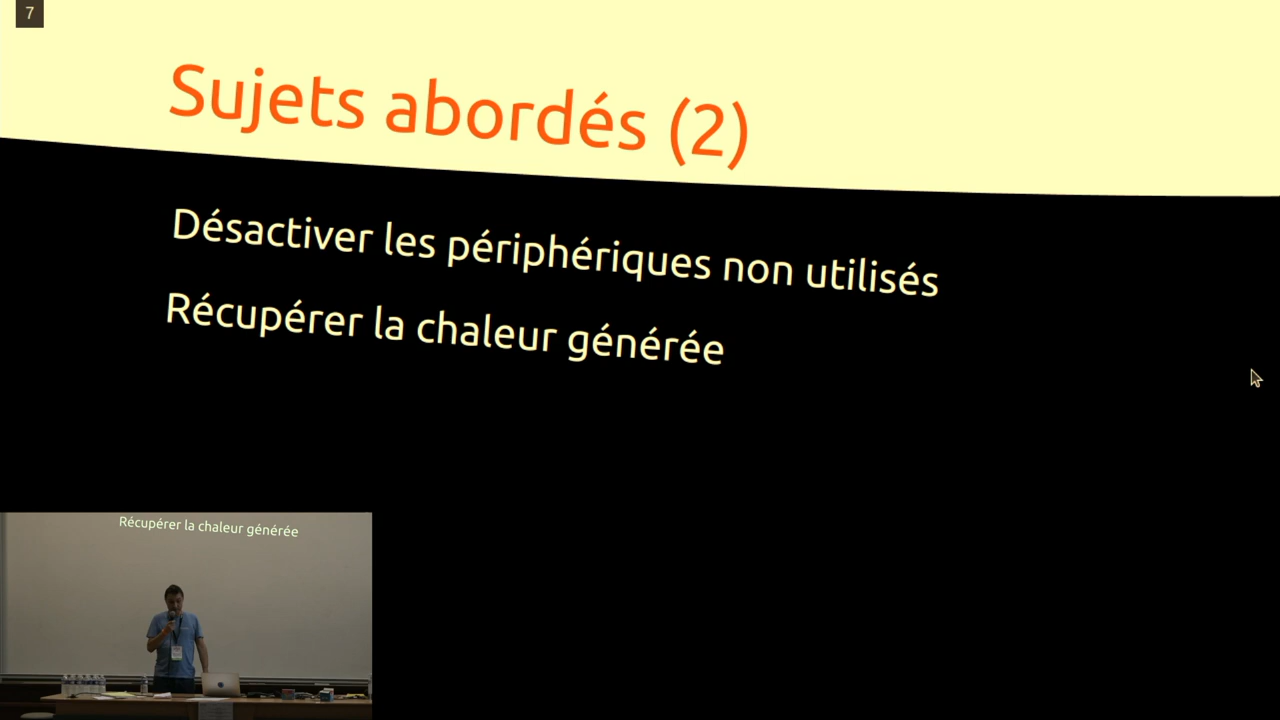 7
Sujets abordés (2)
Désactiver les périphériques non utilisés
Récupérer la chaleur générée
Récupérer la chaleur générée